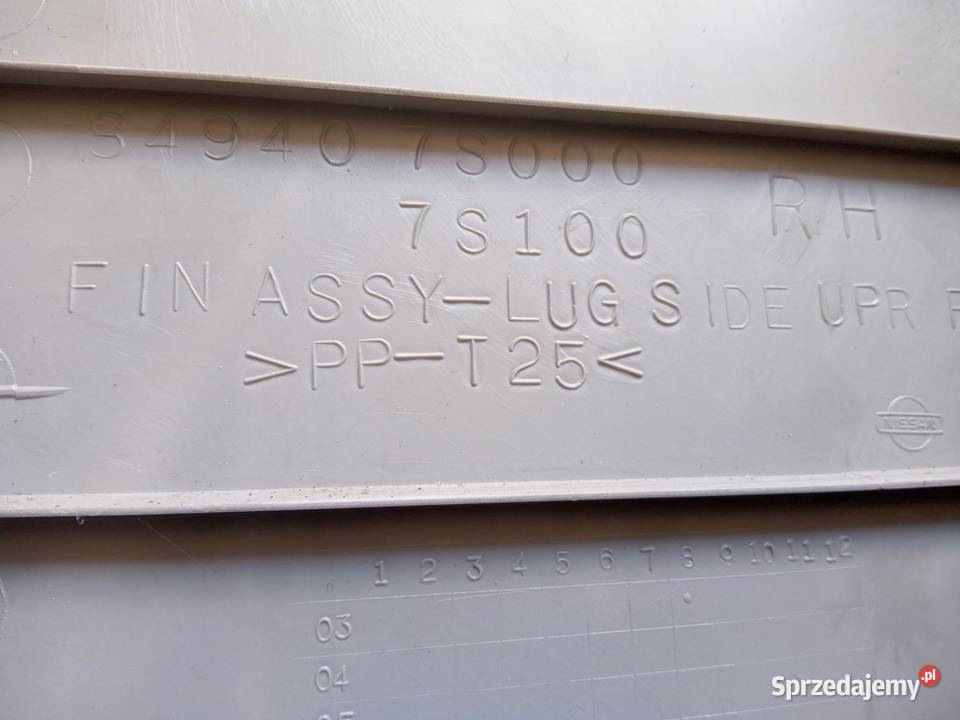 84940 7S000
7S100 RH
FIN ASSY-LUG SIDE UPR
>PP-T25<
NISSAN
1 2 3 4 5 6 7 8 9 10 11 12
03
04
Sprzedajemy.pl